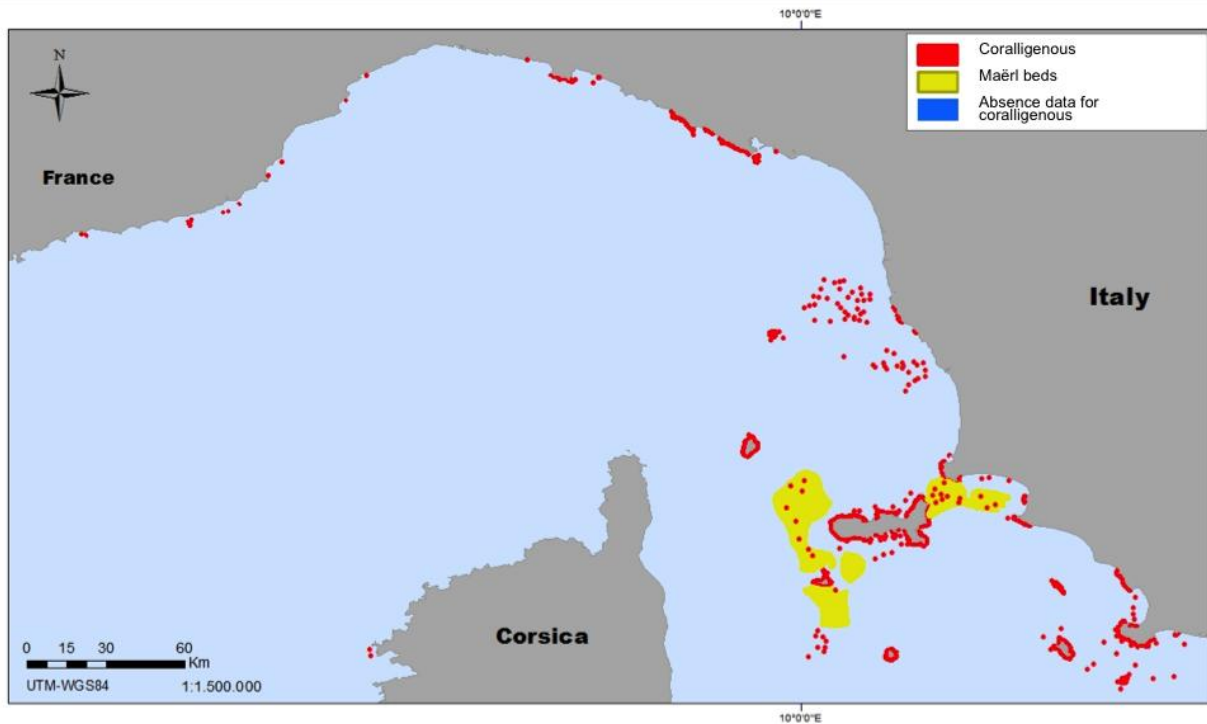 10°0'0"E
N
Coralligenous
Maërl beds
Absence data for
coralligenous
France
Italy
Corsica
0 15 30 60
Km
UTM-WGS84 1:1.500.000
10°0'0"E